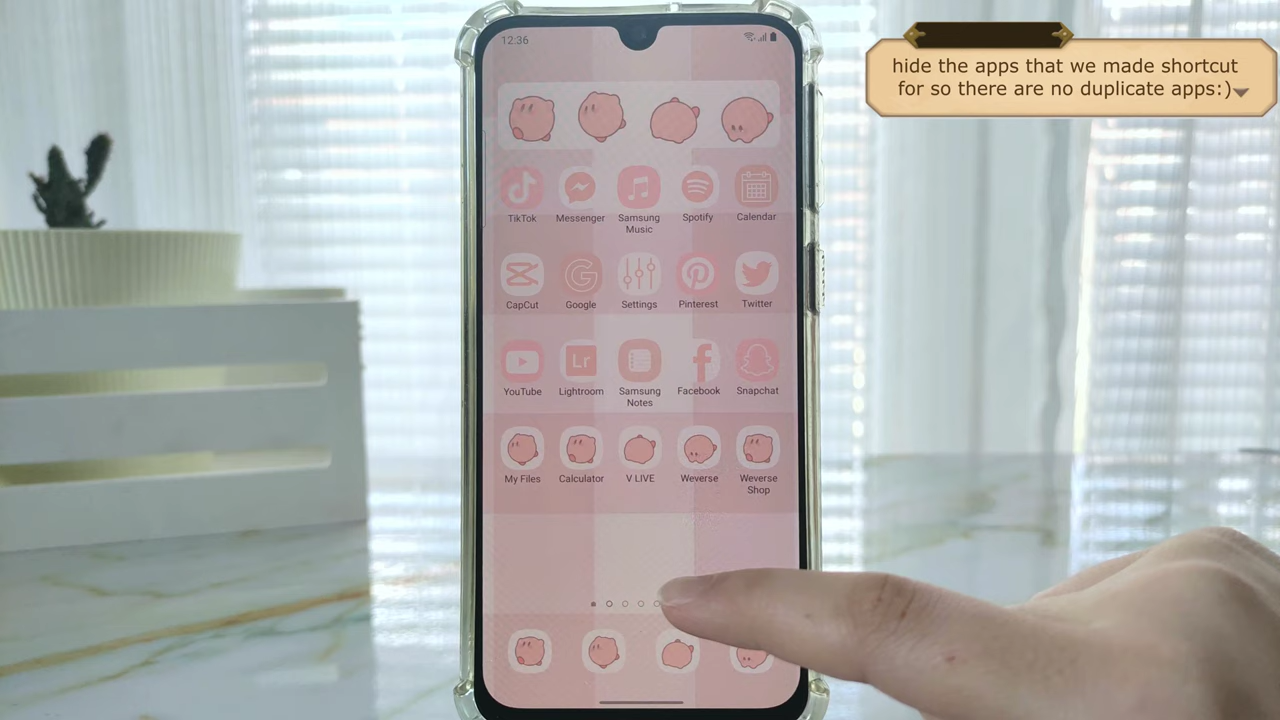 hide the apps that we made shortcut
for so there are no duplicate apps:)
12:36
TikTok Messenger Samsung Music Spotify Calendar
CapCut Google Settings Pinterest Twitter
Lr
YouTube Lightroom Samsung Notes Facebook Snapchat
My Files Calculator V LIVE Weverse Weverse Shop